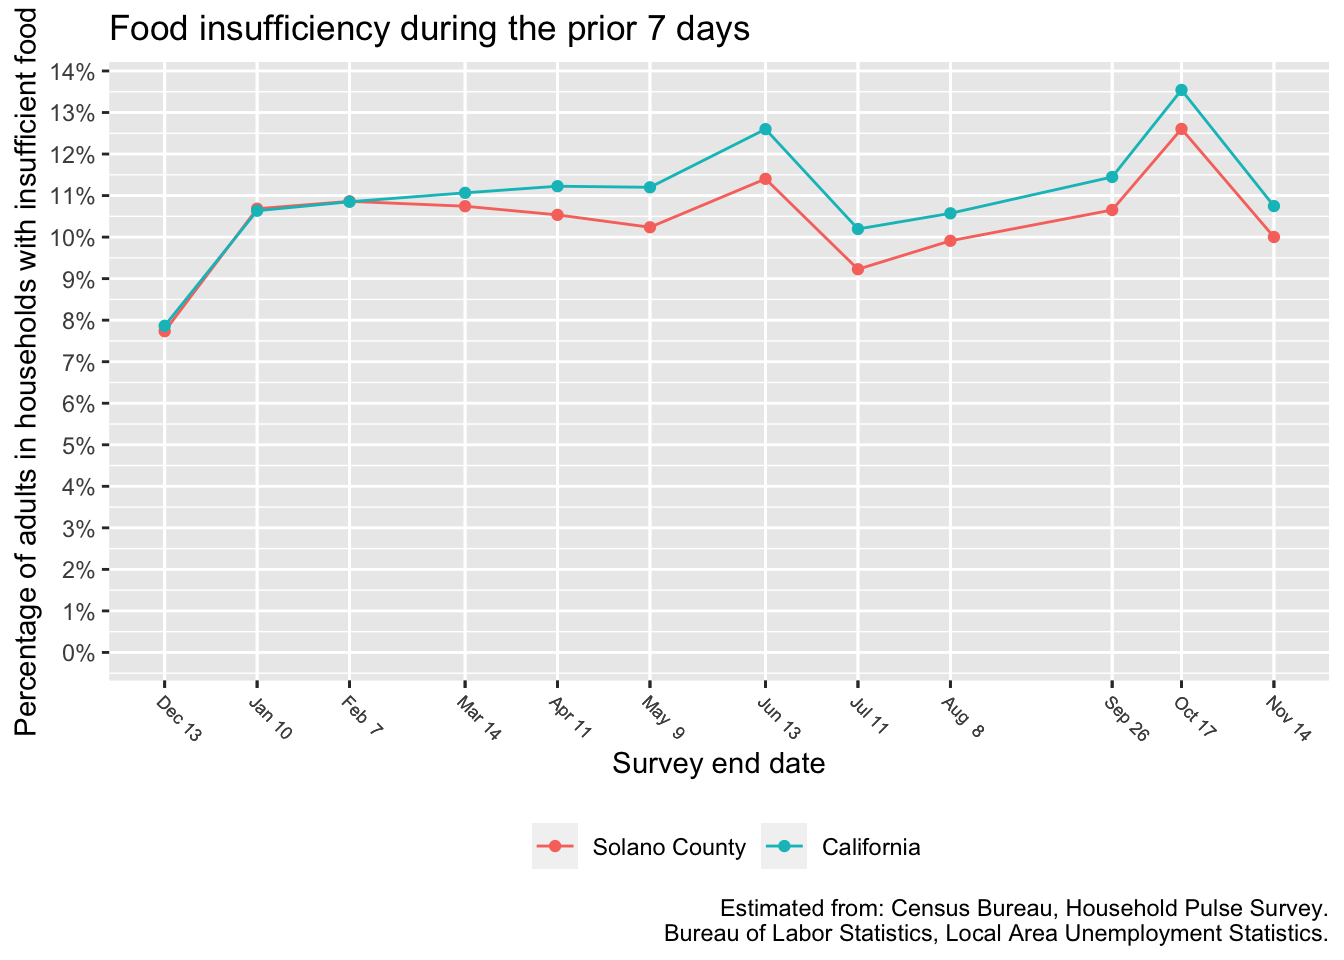 Food insufficiency during the prior 7 days
Percentage of adults in households with insufficient food
14%
13%
12%
11%
10%
9%
8%
7%
6%
5%
4%
3%
2%
1%
0%
Dec 13
Jan 10
Feb 7
Mar 14
Apr 11
May 9
Jun 13
Jul 11
Aug 8
Sep 26
Oct 17
Nov 14
Survey end date
Solano County
California
Estimated from: Census Bureau, Household Pulse Survey.
Bureau of Labor Statistics, Local Area Unemployment Statistics.